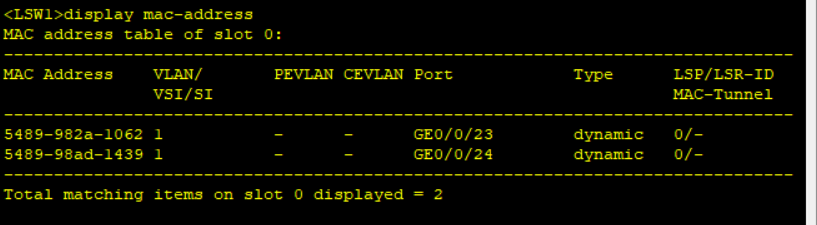 <LSW1>display mac-address
MAC address table of slot 0:
-------------------------------------------------------------------------------
MAC Address    VLAN/       PEVLAN CEVLAN Port            Type      LSP/LSR-ID
               VSI/SI                                              MAC-Tunnel
-------------------------------------------------------------------------------
5489-982a-1062 1           -      -      GE0/0/23        dynamic   0/-
5489-98ad-1439 1           -      -      GE0/0/24        dynamic   0/-
-------------------------------------------------------------------------------
Total matching items on slot 0 displayed = 2